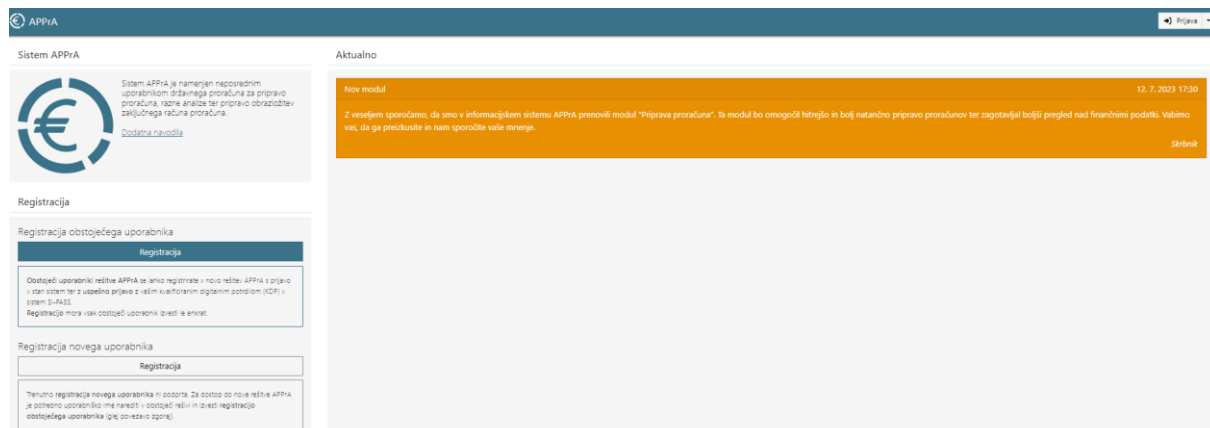 APPrA
Prijava
Sistem APPrA
Sistem APPrA je namenjen neposrednim
uporabnikom državnega proračuna za pripravo
proračuna, razne analize ter pripravo obrazložitev
zaključnega računa proračuna.
Dodatna navodila
Registracija
Registracija obstoječega uporabnika
Registracija
Obstoječi uporabniki rešitve APPrA se lahko registrirate v novo rešitev APPrA s prijavo
v stari sistem ter z uspešno prijavo z vašim kvalificiranim digitalnim potrdilom (KDP) v
sistem SI-PASS.
Registracijo mora vsak obstoječi uporabnik izvesti le enkrat.
Registracija novega uporabnika
Registracija
Trenutno registracija novega uporabnika ni podprta. Za dostop do nove rešitve APPrA
je potrebno uporabniško ime narediti v obstoječi rešivi in izvesti registracijo
obstoječega uporabnika (glej povezavo zgoraj).
Aktualno
Nov modul 12. 7. 2023 17:30
Z veseljem sporočamo, da smo v informacijskem sistemu APPrA prenovili modul "Priprava proračuna". Ta modul bo omogočil hitrejšo in bolj natančno pripravo proračunov ter zagotavljal boljši pregled nad finančnimi podatki. Vabimo
vas, da ga preizkusite in nam sporočite vaše mnenje.
Skrbnik